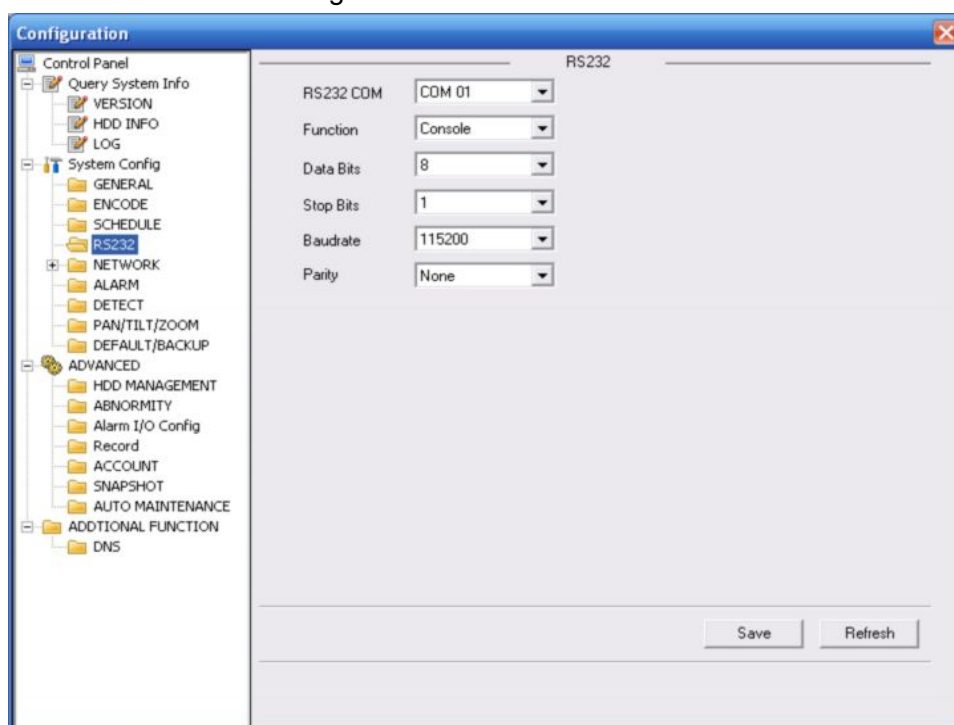 Configuration
Control Panel
Query System Info
VERSION
HDD INFO
LOG
System Config
GENERAL
ENCODE
SCHEDULE
RS232
NETWORK
ALARM
DETECT
PAN/TILT/ZOOM
DEFAULT/BACKUP
ADVANCED
HDD MANAGEMENT
ABNORMITY
Alarm I/O Config
Record
ACCOUNT
SNAPSHOT
AUTO MAINTENANCE
ADDTIONAL FUNCTION
DNS
RS232
RS232 COM COM 01
Function Console
Data Bits 8
Stop Bits 1
Baudrate 115200
Parity None
Save Refresh